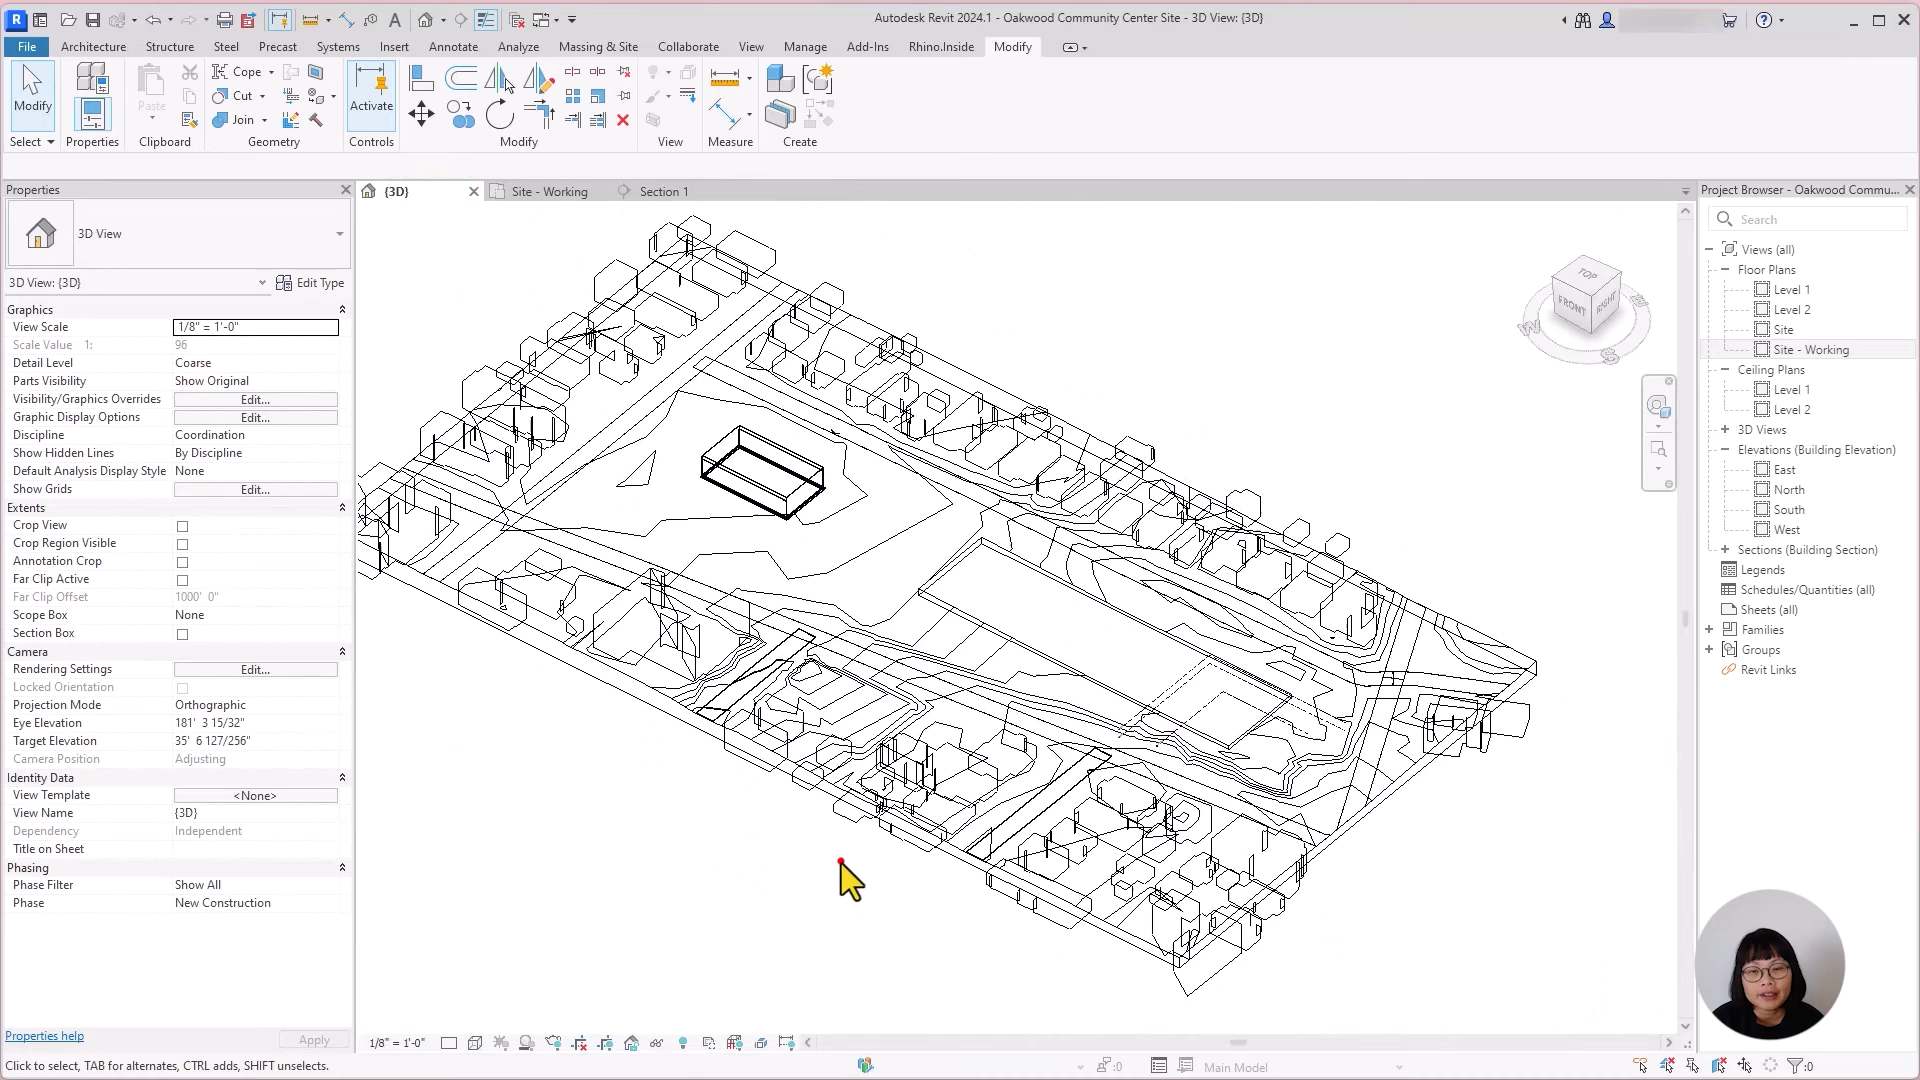 Autodesk Revit 2024.1 - Oakwood Community Center Site - 3D View: {3D}
File Architecture Structure Steel Precast Systems Insert Annotate Analyze Massing & Site Collaborate View Manage Add-Ins Rhino.Inside Modify
Modify
Paste
Cope
Cut
Join
Activate
Select Properties Clipboard Geometry Controls Modify View Measure Create
Properties
3D View
3D View: {3D} Edit Type
Graphics
View Scale 1/8" = 1'-0"
Scale Value 1: 96
Detail Level Coarse
Parts Visibility Show Original
Visibility/Graphics Overrides Edit...
Graphic Display Options Edit...
Discipline Coordination
Show Hidden Lines By Discipline
Default Analysis Display Style None
Show Grids Edit...
Extents
Crop View
Crop Region Visible
Annotation Crop
Far Clip Active
Far Clip Offset 1000' 0"
Scope Box None
Section Box
Camera
Rendering Settings Edit...
Locked Orientation
Projection Mode Orthographic
Eye Elevation 181' 3 15/32"
Target Elevation 35' 6 127/256"
Camera Position Adjusting
Identity Data
View Template <None>
View Name {3D}
Dependency Independent
Title on Sheet
Phasing
Phase Filter Show All
Phase New Construction
Properties help Apply
{3D} Site - Working Section 1
TOP
FRONT RIGHT
W S
1/8" = 1'-0"
Project Browser - Oakwood Commu...
Search
Views (all)
Floor Plans
Level 1
Level 2
Site
Site - Working
Ceiling Plans
Level 1
Level 2
3D Views
Elevations (Building Elevation)
East
North
South
West
Sections (Building Section)
Legends
Schedules/Quantities (all)
Sheets (all)
Families
Groups
Revit Links
Click to select, TAB for alternates, CTRL adds, SHIFT unselects. :0 Main Model :0